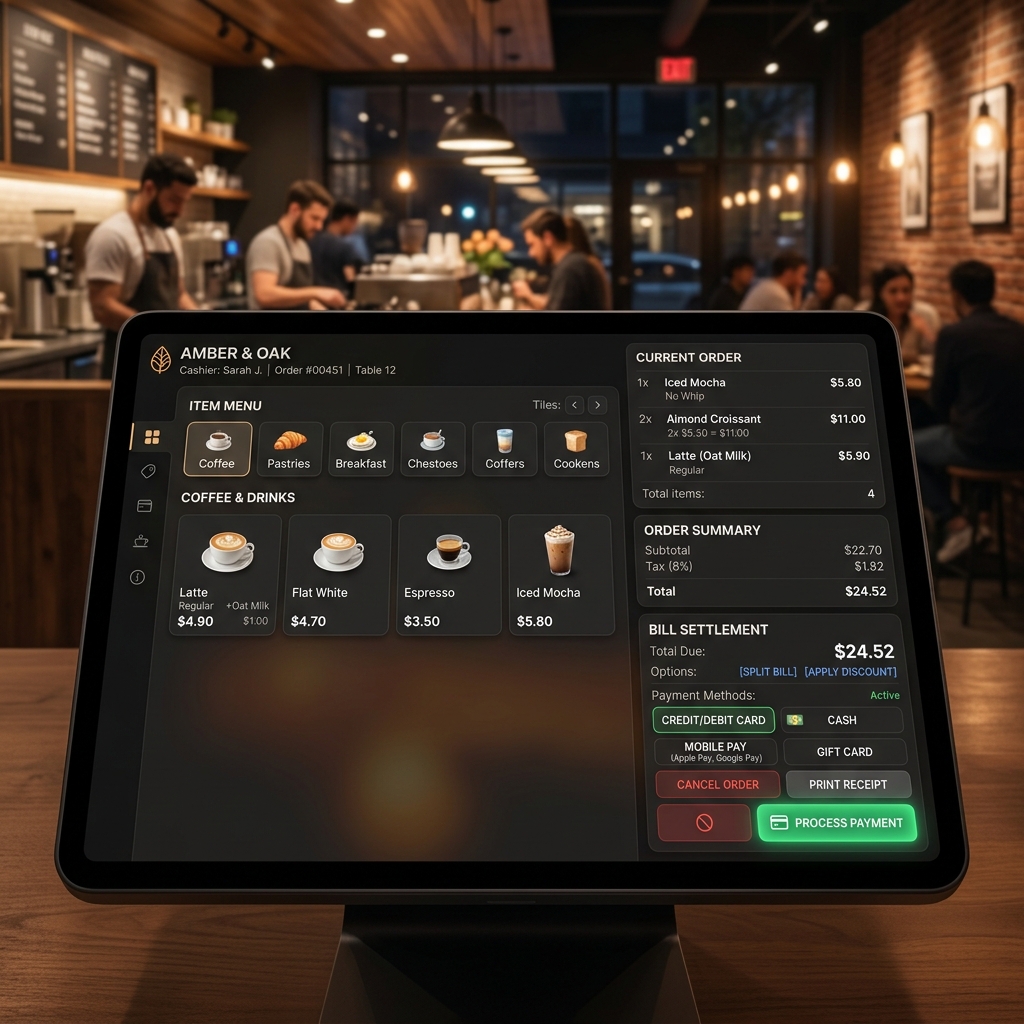 EXIT
AMBER & OAK
Cashier: Sarah J. | Order #00451 | Table 12
ITEM MENU
Tiles: < >
Coffee
Pastries
Breakfast
Chestoes
Coffers
Cookens
COFFEE & DRINKS
Latte
Regular +Oat Milk
$4.90 $1.00
Flat White
$4.70
Espresso
$3.50
Iced Mocha
$5.80
CURRENT ORDER
1x Iced Mocha $5.80
No Whip
2x Aimond Croissant $11.00
2x $5.50 = $11:00
1x Latte (Oat Milk) $5.90
Regular
Total items: 4
ORDER SUMMARY
Subtotal $22.70
Tax (8%) $1.82
Total $24.52
BILL SETTLEMENT
Total Due: $24.52
Options: [SPLIT BILL] [APPLY DISCOUNT]
Payment Methods: Active
CREDIT/DEBIT CARD
CASH
MOBILE PAY
(Apple Pay, Googls Pay)
GIFT CARD
CANCEL ORDER
PRINT RECEIPT
PROCESS PAYMENT